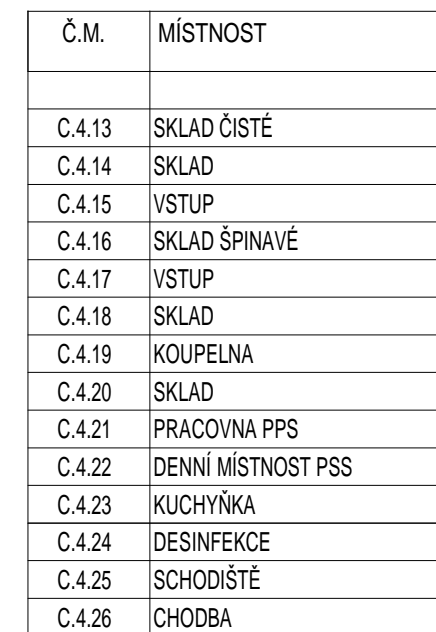 Č.M. MÍSTNOST
C.4.13 SKLAD ČISTÉ
C.4.14 SKLAD
C.4.15 VSTUP
C.4.16 SKLAD ŠPINAVÉ
C.4.17 VSTUP
C.4.18 SKLAD
C.4.19 KOUPELNA
C.4.20 SKLAD
C.4.21 PRACOVNA PPS
C.4.22 DENNÍ MÍSTNOST PSS
C.4.23 KUCHYŇKA
C.4.24 DESINFEKCE
C.4.25 SCHODIŠTĚ
C.4.26 CHODBA